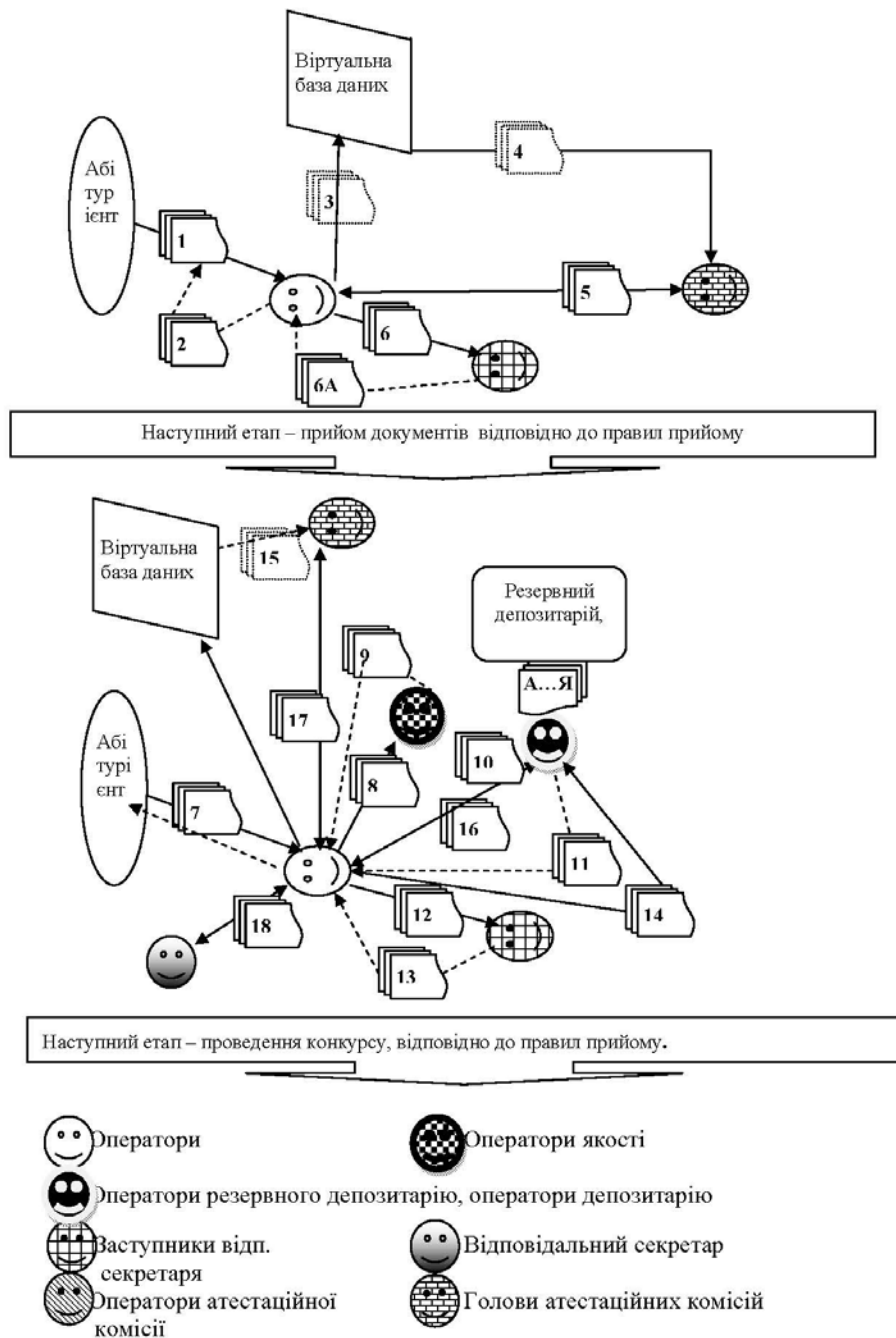 Віртуальна
база даних
Абі
тур
ієнт
4
3
1
5
2
6
6А
Наступний етап – прийом документів відповідно до правил прийому
Віртуальна
база даних
15
Резервний
депозитарій,
9
А…Я
17
Абі
турі
єнт
10
8
7
16
11
12
14
18
13
Наступний етап – проведення конкурсу, відповідно до правил прийому.
Оператори
Оператори якості
Оператори резервного депозитарію, оператори депозитарію
Заступники відп.
секретаря
Відповідальний секретар
Оператори атестаційної
комісії
Голови атестаційних комісій